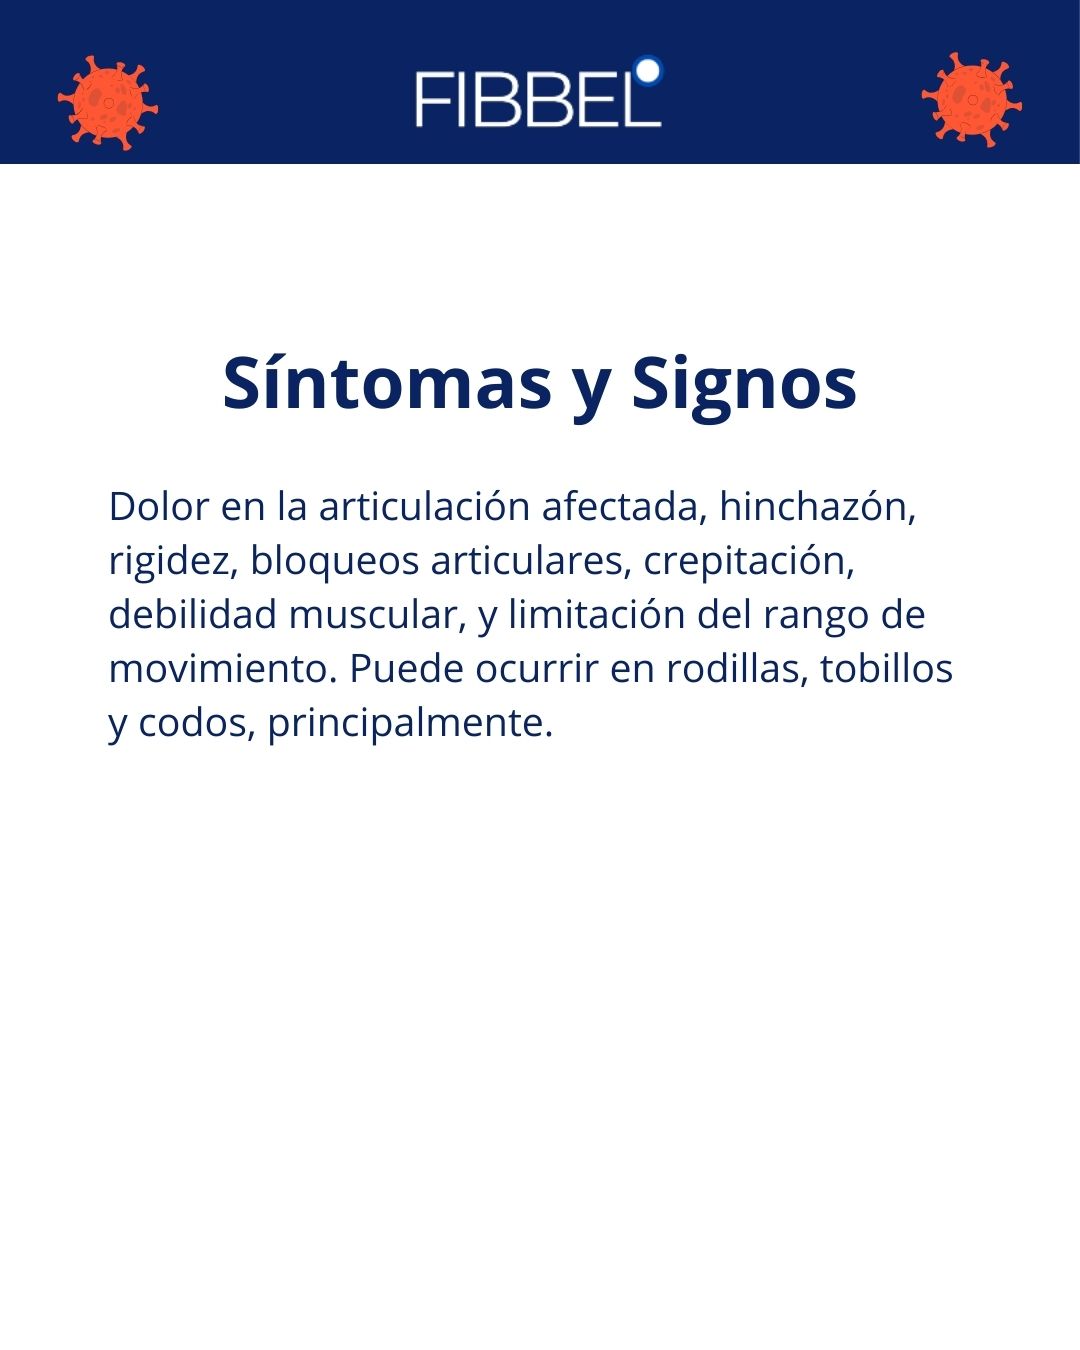 FIBBEL
Síntomas y Signos
Dolor en la articulación afectada, hinchazón,
rigidez, bloqueos articulares, crepitación,
debilidad muscular, y limitación del rango de
movimiento. Puede ocurrir en rodillas, tobillos
y codos, principalmente.